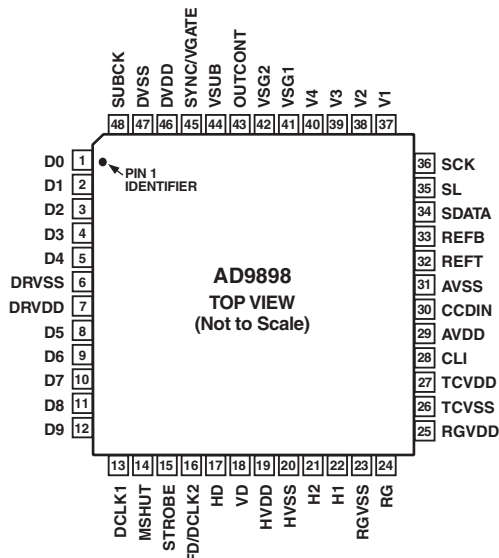 SUBCK
DVSS
DVDD
SYNC/VGATE
VSUB
OUTCONT
VSG2
VSG1
V4
V3
V2
V1
48
47
46
45
44
43
42
41
40
39
38
37
D0 1
D1 2
D2 3
D3 4
D4 5
DRVSS 6
DRVDD 7
D5 8
D6 9
D7 10
D8 11
D9 12
PIN 1
IDENTIFIER
AD9898
TOP VIEW
(Not to Scale)
36 SCK
35 SL
34 SDATA
33 REFB
32 REFT
31 AVSS
30 CCDIN
29 AVDD
28 CLI
27 TCVDD
26 TCVSS
25 RGVDD
13
14
15
16
17
18
19
20
21
22
23
24
DCLK1
MSHUT
STROBE
FD/DCLK2
HD
VD
HVDD
HVSS
H2
H1
RGVSS
RG